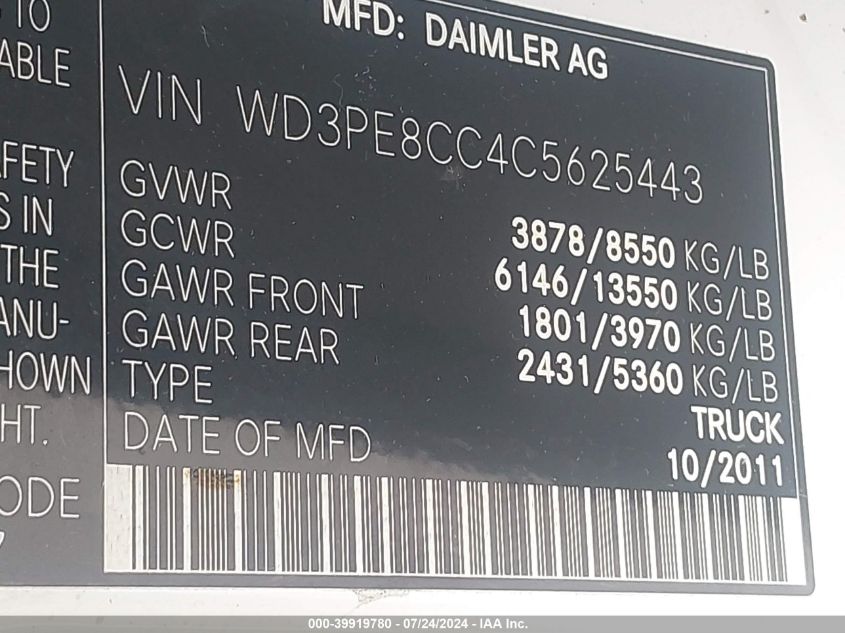 TO
ABLE
AFETY
S IN
THE
ANU-
HOWN
HT.
ODE
MFD: DAIMLER AG
VIN WD3PE8CC4C5625443
GVWR 3878/8550 KG/LB
GCWR 6146/13550 KG/LB
GAWR FRONT 1801/3970 KG/LB
GAWR REAR 2431/5360 KG/LB
TYPE TRUCK
DATE OF MFD 10/2011
000-39919780 - 07/24/2024 - IAA Inc.